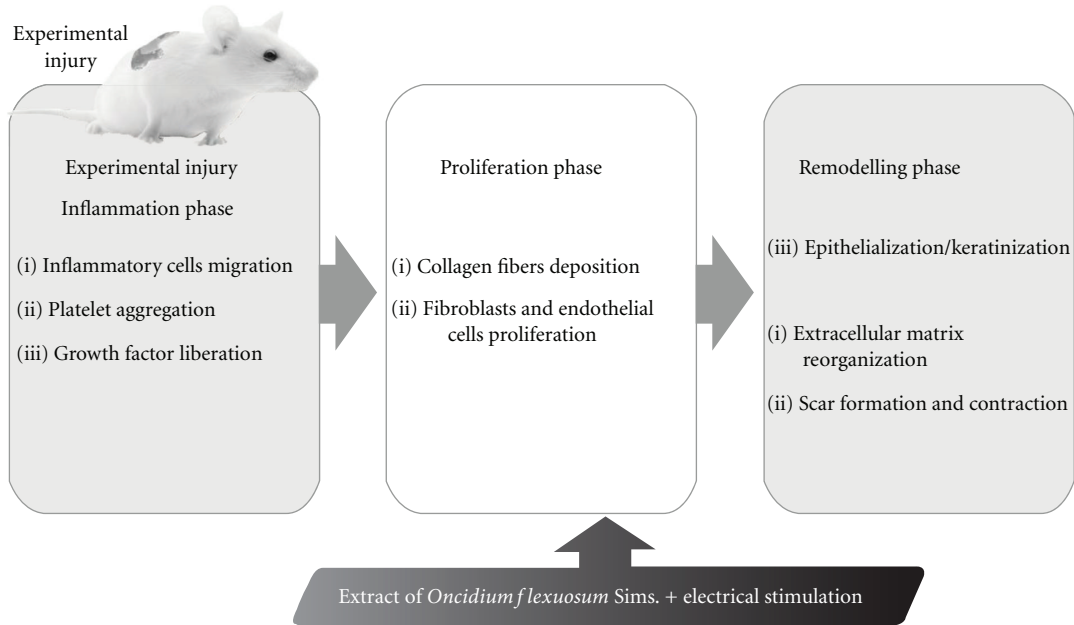 Experimental
injury
Experimental injury
Inflammation phase
(i) Inflammatory cells migration
(ii) Platelet aggregation
(iii) Growth factor liberation
Proliferation phase
(i) Collagen fibers deposition
(ii) Fibroblasts and endothelial
cells proliferation
Remodelling phase
(iii) Epithelialization/keratinization
(i) Extracellular matrix
reorganization
(ii) Scar formation and contraction
Extract of Oncidium flexuosum Sims. + electrical stimulation